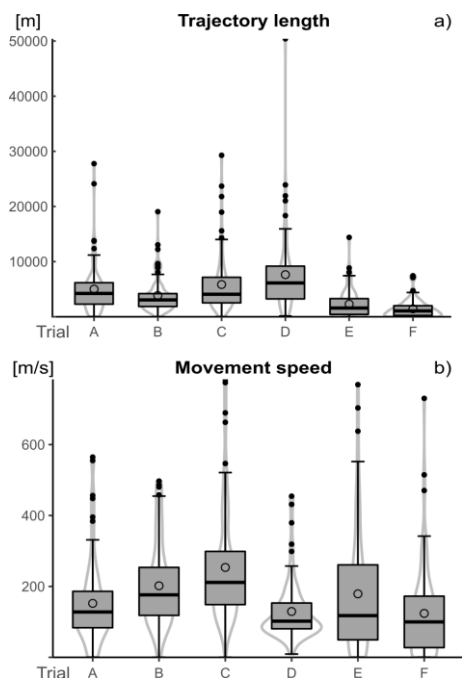 [m] Trajectory length a)
50000
40000
30000
20000
10000
Trial A B C D E F
[m/s] Movement speed b)
600
400
200
Trial A B C D E F